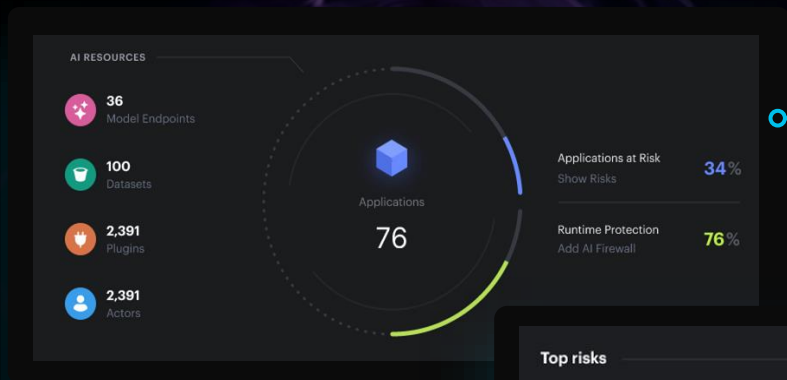 AI RESOURCES
36
Model Endpoints
100
Datasets
2,391
Plugins
2,391
Actors
Applications
76
Applications at Risk
Show Risks
34%
Runtime Protection
Add AI Firewall
76%
Top risks